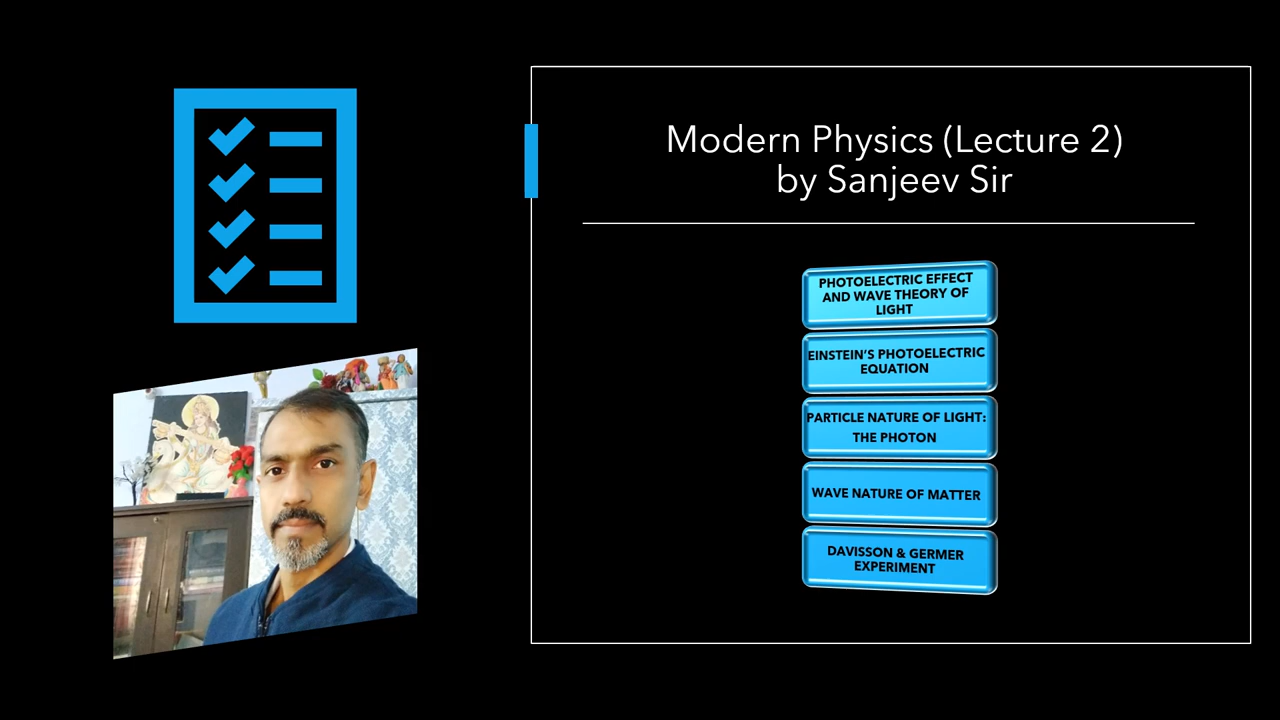 Modern Physics (Lecture 2)
by Sanjeev Sir
PHOTOELECTRIC EFFECT
AND WAVE THEORY OF
LIGHT
EINSTEIN’S PHOTOELECTRIC
EQUATION
PARTICLE NATURE OF LIGHT:
THE PHOTON
WAVE NATURE OF MATTER
DAVISSON & GERMER
EXPERIMENT